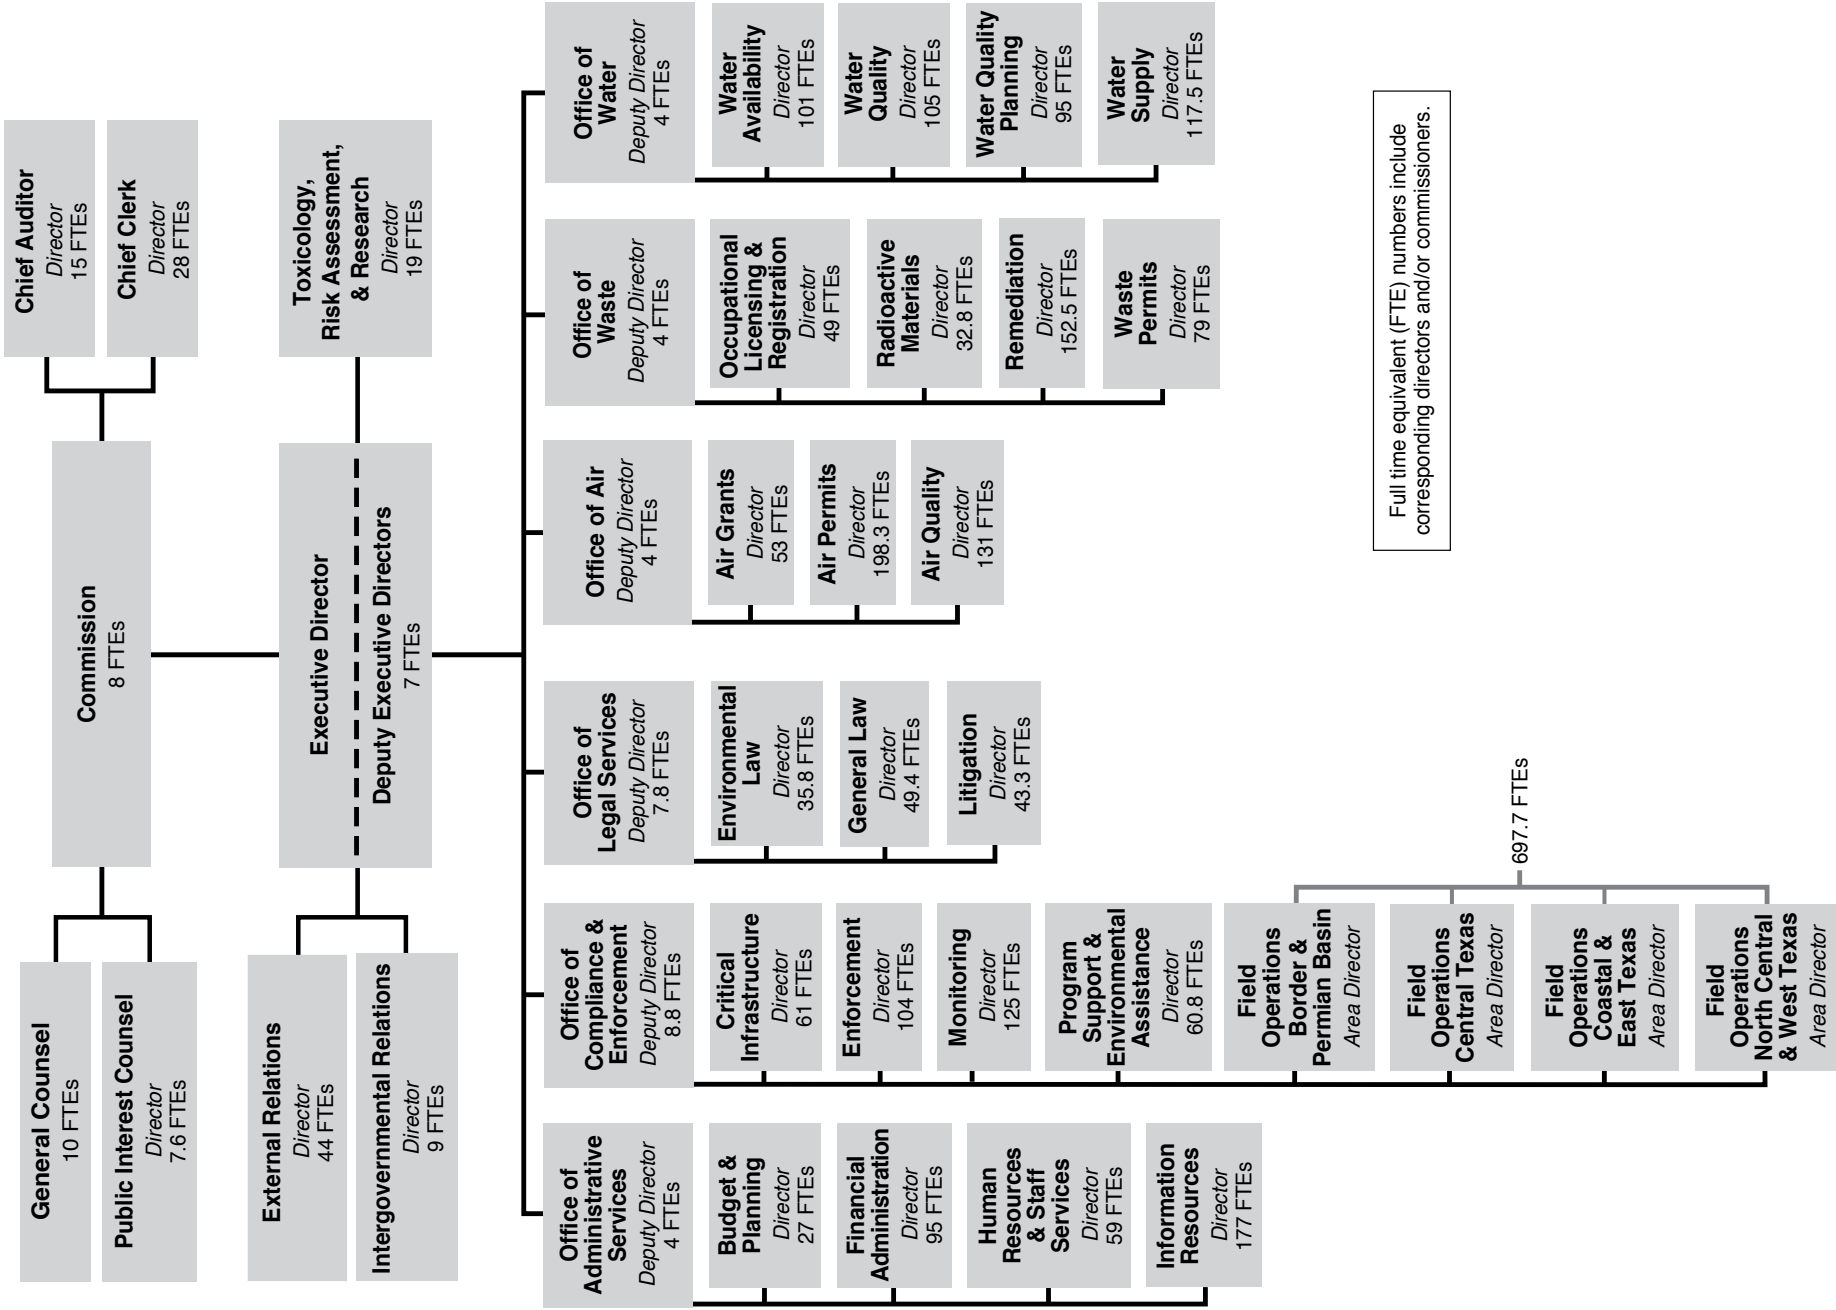 Commission
8 FTEs
General Counsel
10 FTEs
Public Interest Counsel
Director
7.6 FTEs
Chief Auditor
Director
15 FTEs
Chief Clerk
Director
28 FTEs
Executive Director
Deputy Executive Directors
7 FTEs
External Relations
Director
44 FTEs
Intergovernmental Relations
Director
9 FTEs
Toxicology,
Risk Assessment,
& Research
Director
19 FTEs
Office of
Administrative
Services
Deputy Director
4 FTEs
Budget &
Planning
Director
27 FTEs
Financial
Administration
Director
95 FTEs
Human
Resources
& Staff
Services
Director
59 FTEs
Information
Resources
Director
177 FTEs
Office of
Compliance &
Enforcement
Deputy Director
8.8 FTEs
Critical
Infrastructure
Director
61 FTEs
Enforcement
Director
104 FTEs
Monitoring
Director
125 FTEs
Program
Support &
Environmental
Assistance
Director
60.8 FTEs
Field
Operations
Border &
Permian Basin
Area Director
Field
Operations
Central Texas
Area Director
Field
Operations
Coastal &
East Texas
Area Director
Field
Operations
North Central
& West Texas
Area Director
697.7 FTEs
Office of
Legal Services
Deputy Director
7.8 FTEs
Environmental
Law
Director
35.8 FTEs
General Law
Director
49.4 FTEs
Litigation
Director
43.3 FTEs
Office of Air
Deputy Director
4 FTEs
Air Grants
Director
53 FTEs
Air Permits
Director
198.3 FTEs
Air Quality
Director
131 FTEs
Office of
Waste
Deputy Director
4 FTEs
Occupational
Licensing &
Registration
Director
49 FTEs
Radioactive
Materials
Director
32.8 FTEs
Remediation
Director
152.5 FTEs
Waste
Permits
Director
79 FTEs
Office of
Water
Deputy Director
4 FTEs
Water
Availability
Director
101 FTEs
Water
Quality
Director
105 FTEs
Water Quality
Planning
Director
95 FTEs
Water
Supply
Director
117.5 FTEs
Full time equivalent (FTE) numbers include
corresponding directors and/or commissioners.